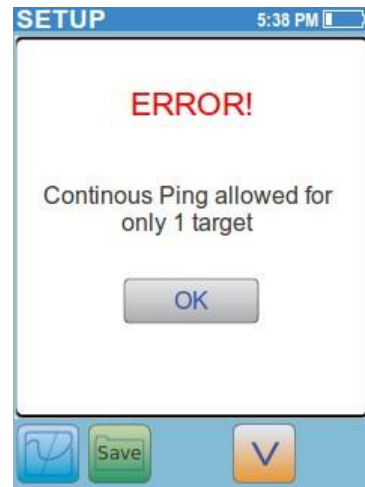 SETUP 5:38 PM
ERROR!
Continous Ping allowed for
only 1 target
OK
Save
V